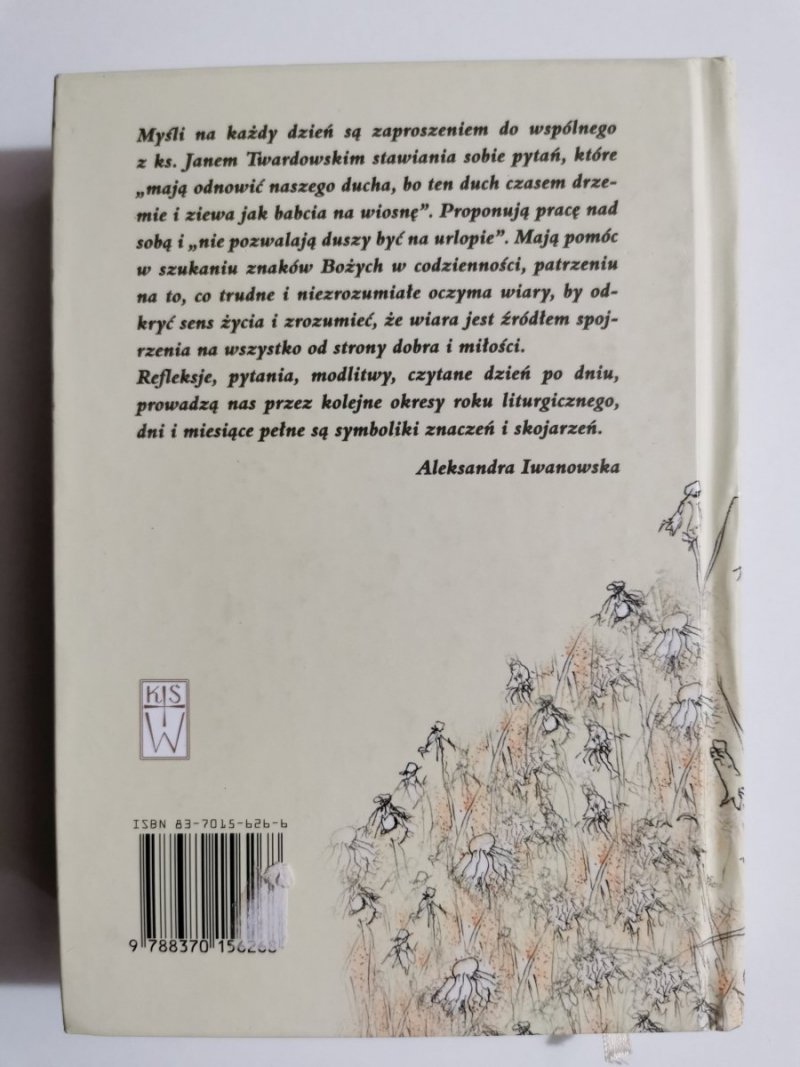 Myśli na każdy dzień są zaproszeniem do wspólnego
z ks. Janem Twardowskim stawiania sobie pytań, które
„mają odnowić naszego ducha, bo ten duch czasem drze-
mie i ziewa jak babcia na wiosnę”. Proponują pracę nad
sobą i „nie pozwalają duszy być na urlopie”. Mają pomóc
w szukaniu znaków Bożych w codzienności, patrzeniu
na to, co trudne i niezrozumiałe oczyma wiary, by od-
kryć sens życia i zrozumieć, że wiara jest źródłem spoj-
rzenia na wszystko od strony dobra i miłości.
Refleksje, pytania, modlitwy, czytane dzień po dniu,
prowadzą nas przez kolejne okresy roku liturgicznego,
dni i miesiące pełne są symboliki znaczeń i skojarzeń.
Aleksandra Iwanowska
KS
W
ISBN 83-7015-626-6
9 788370 156268